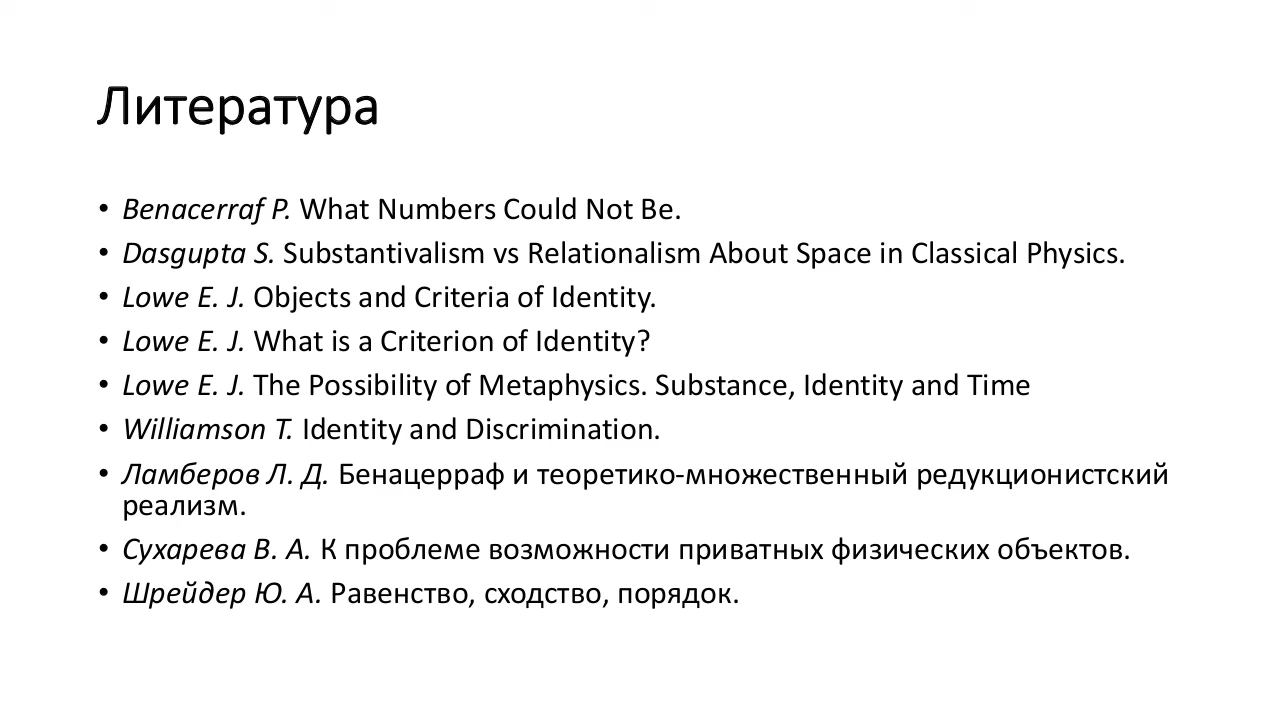 Литература
• Benacerraf P. What Numbers Could Not Be.
• Dasgupta S. Substantivalism vs Relationalism About Space in Classical Physics.
• Lowe E. J. Objects and Criteria of Identity.
• Lowe E. J. What is a Criterion of Identity?
• Lowe E. J. The Possibility of Metaphysics. Substance, Identity and Time
• Williamson T. Identity and Discrimination.
• Ламберов Л. Д. Бенацерраф и теоретико-множественный редукционистский
реализм.
• Сухарева В. А. К проблеме возможности приватных физических объектов.
• Шрейдер Ю. А. Равенство, сходство, порядок.